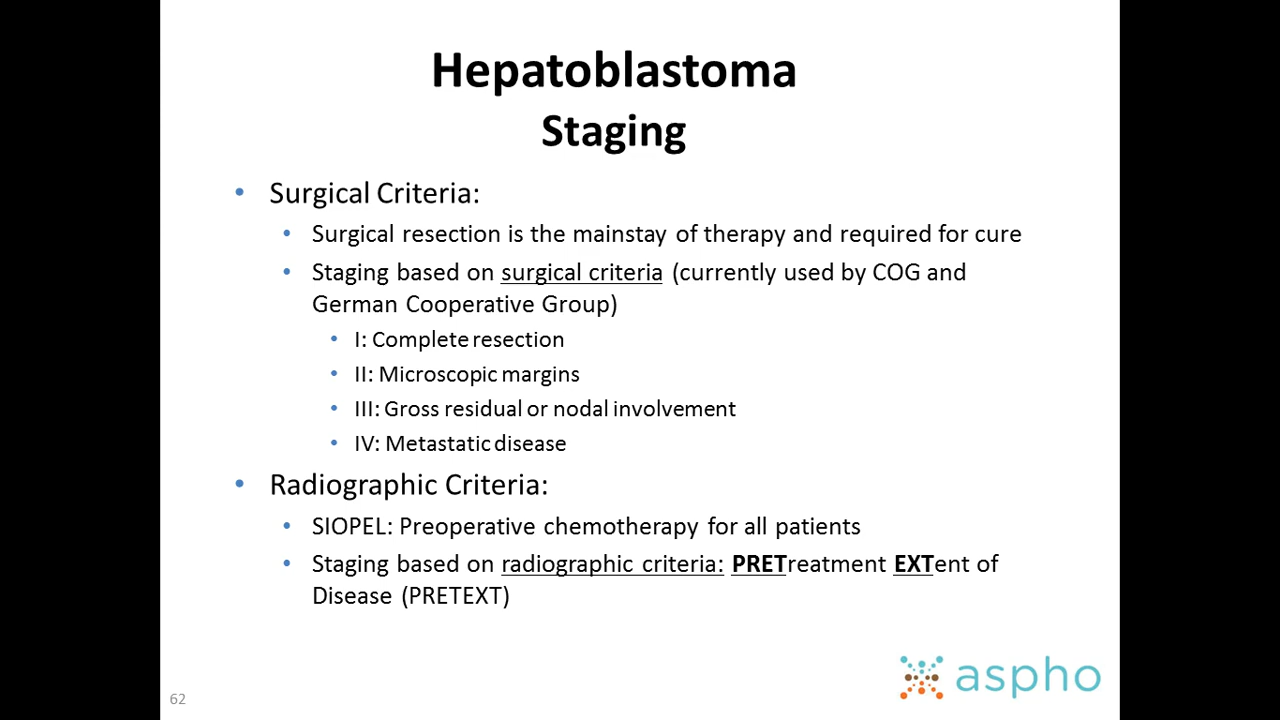 Hepatoblastoma
Staging
• Surgical Criteria:
• Surgical resection is the mainstay of therapy and required for cure
• Staging based on surgical criteria (currently used by COG and
German Cooperative Group)
• I: Complete resection
• II: Microscopic margins
• III: Gross residual or nodal involvement
• IV: Metastatic disease
• Radiographic Criteria:
• SIOPEL: Preoperative chemotherapy for all patients
• Staging based on radiographic criteria: PRETreatment EXTent of
Disease (PRETEXT)
aspho
62